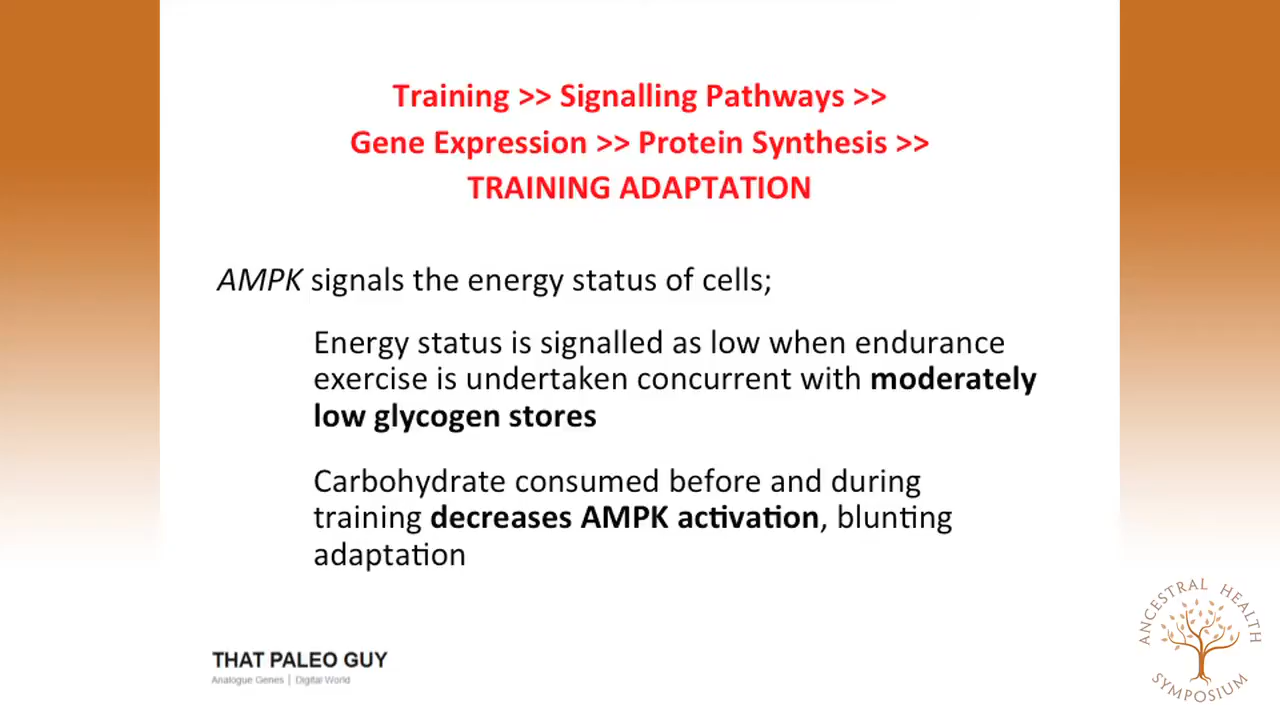 Training >> Signalling Pathways >>
Gene Expression >> Protein Synthesis >>
TRAINING ADAPTATION
AMPK signals the energy status of cells;
Energy status is signalled as low when endurance
exercise is undertaken concurrent with moderately
low glycogen stores
Carbohydrate consumed before and during
training decreases AMPK activation, blunting
adaptation
THAT PALEO GUY
Analogue Genes | Digital World
ANCESTRAL HEALTH
SYMPOSIUM